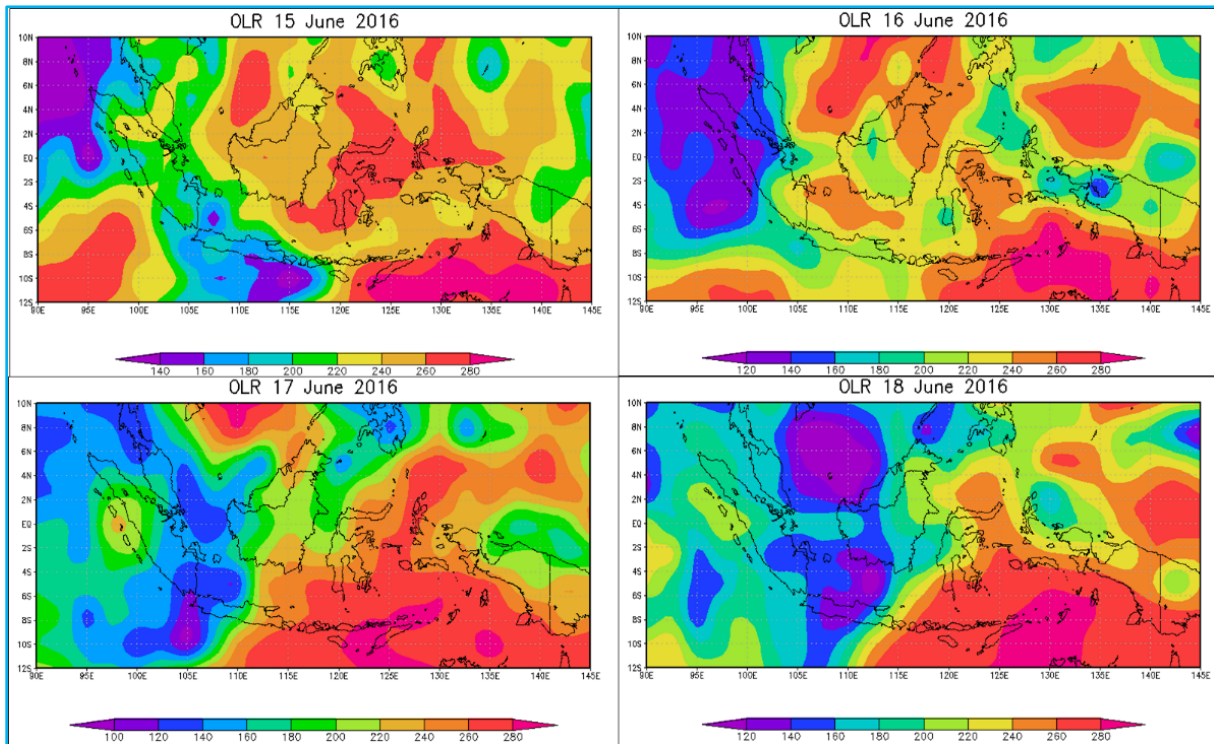 OLR 15 June 2016
10N
8N
6N
4N
2N
EQ
2S
4S
6S
8S
10S
12S
90E 95E 100E 105E 110E 115E 120E 125E 130E 135E 140E 145E
140 160 180 200 220 240 260 280
OLR 16 June 2016
10N
8N
6N
4N
2N
EQ
2S
4S
6S
8S
10S
12S
90E 95E 100E 105E 110E 115E 120E 125E 130E 135E 140E 145E
120 140 160 180 200 220 240 260 280
OLR 17 June 2016
10N
8N
6N
4N
2N
EQ
2S
4S
6S
8S
10S
12S
90E 95E 100E 105E 110E 115E 120E 125E 130E 135E 140E 145E
100 120 140 160 180 200 220 240 260 280
OLR 18 June 2016
10N
8N
6N
4N
2N
EQ
2S
4S
6S
8S
10S
12S
90E 95E 100E 105E 110E 115E 120E 125E 130E 135E 140E 145E
120 140 160 180 200 220 240 260 280